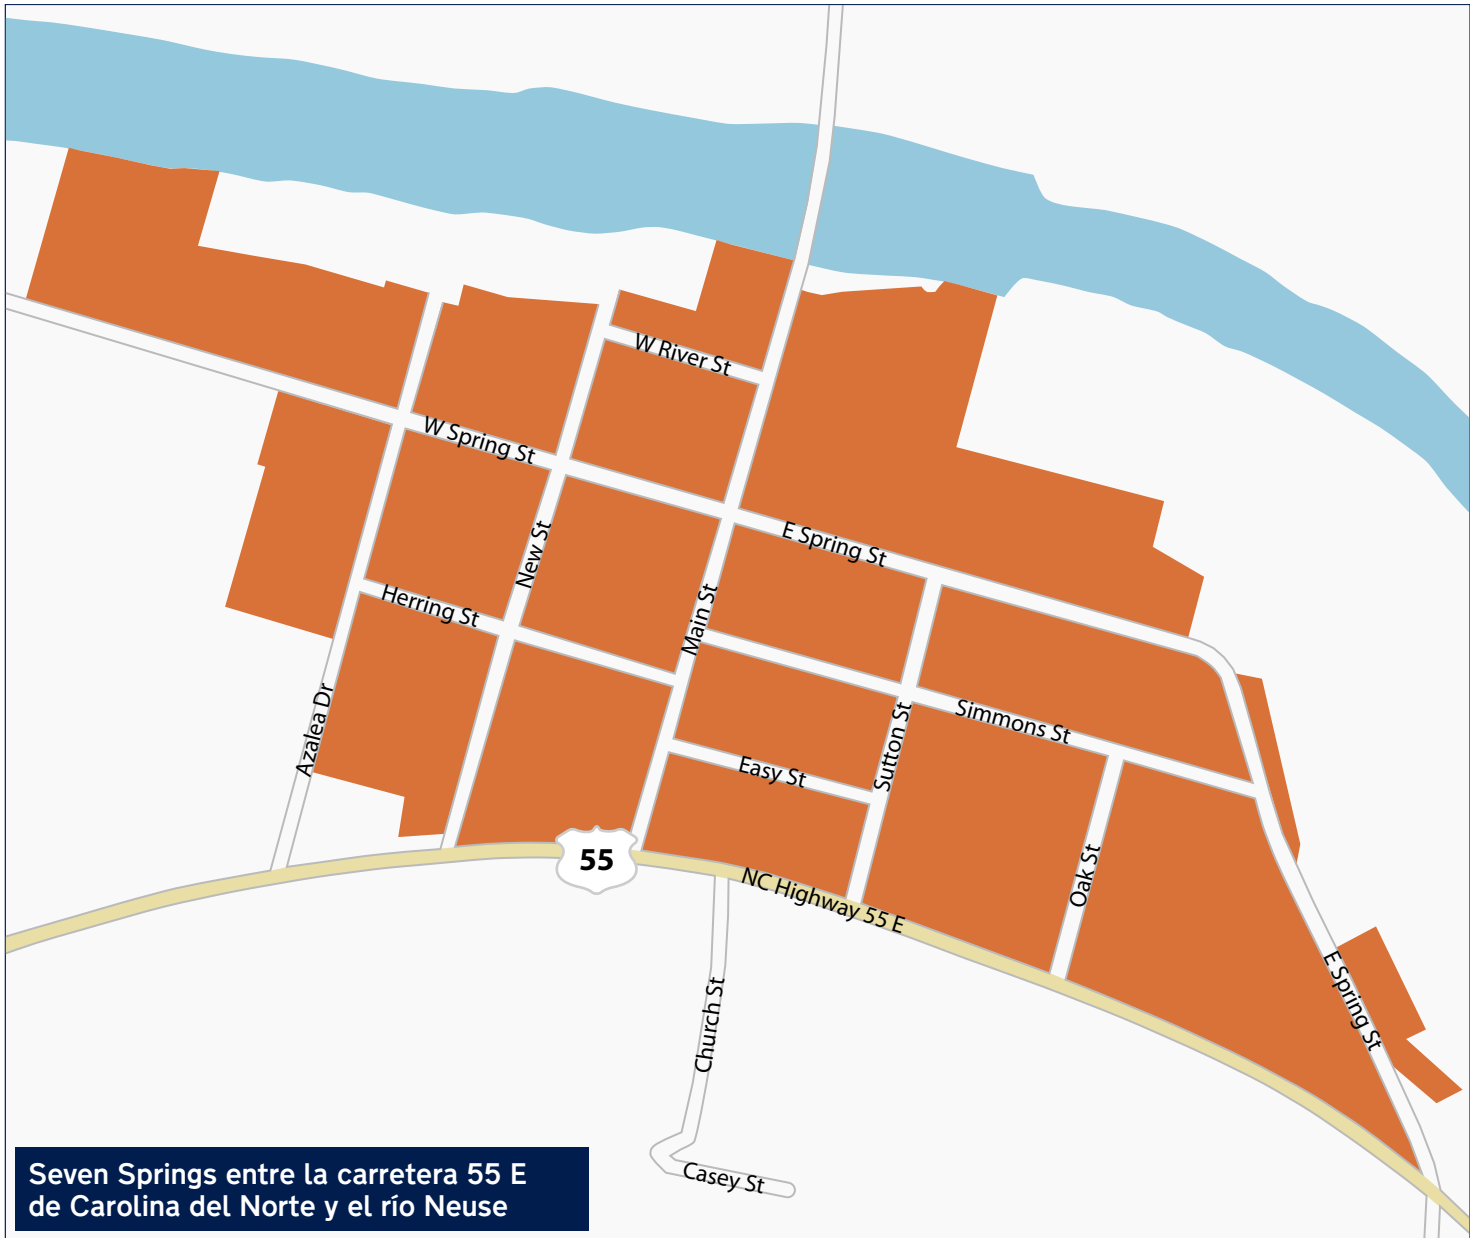 W River St
W Spring St
E Spring St
New St
Herring St
Main St
Azalea Dr
Simmons St
Sutton St
Easy St
Oak St
55
NC Highway 55 E
E Spring St
Church St
Casey St
Seven Springs entre la carretera 55 E
de Carolina del Norte y el río Neuse